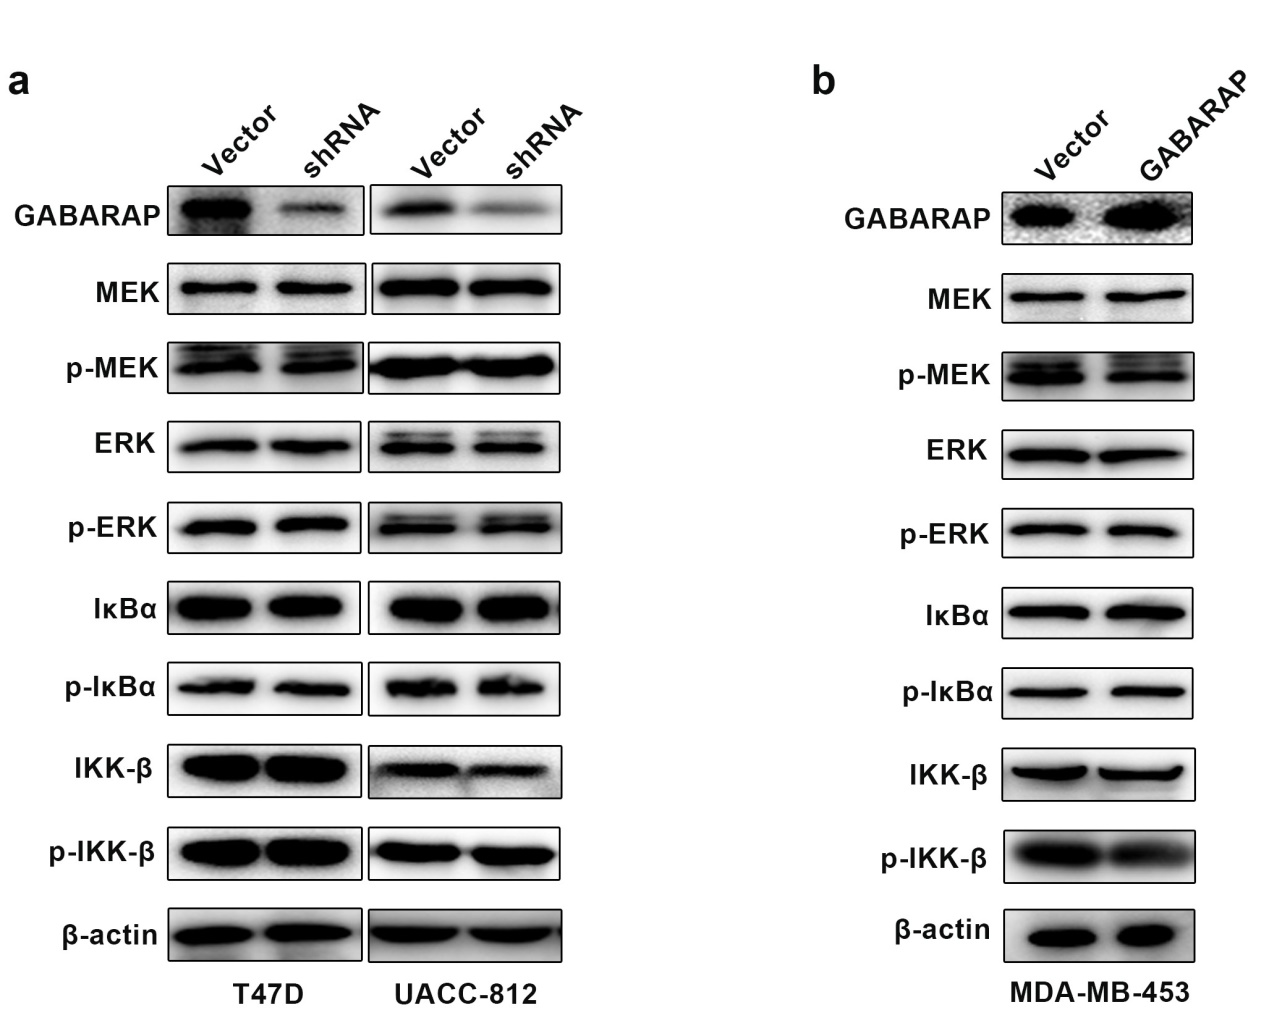 a
Vector shRNA Vector shRNA
GABARAP
MEK
p-MEK
ERK
p-ERK
IκBα
p-IκBα
IKK-β
p-IKK-β
β-actin
T47D UACC-812
b
Vector GABARAP
GABARAP
MEK
p-MEK
ERK
p-ERK
IκBα
p-IκBα
IKK-β
p-IKK-β
β-actin
MDA-MB-453